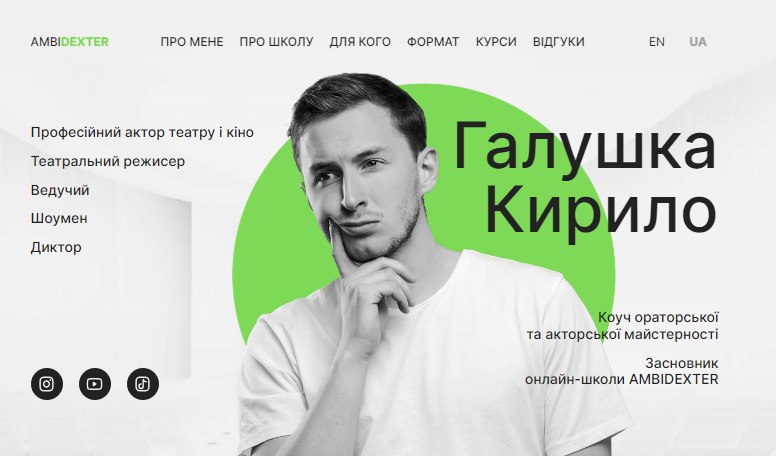 AMBIDEXTER
ПРО МЕНЕ ПРО ШКОЛУ ДЛЯ КОГО ФОРМАТ КУРСИ ВІДГУКИ
EN UA
Професійний актор театру і кіно
Театральний режисер
Ведучий
Шоумен
Диктор
Галушка
Кирило
Коуч ораторської
та акторської майстерності
Засновник
онлайн-школи AMBIDEXTER